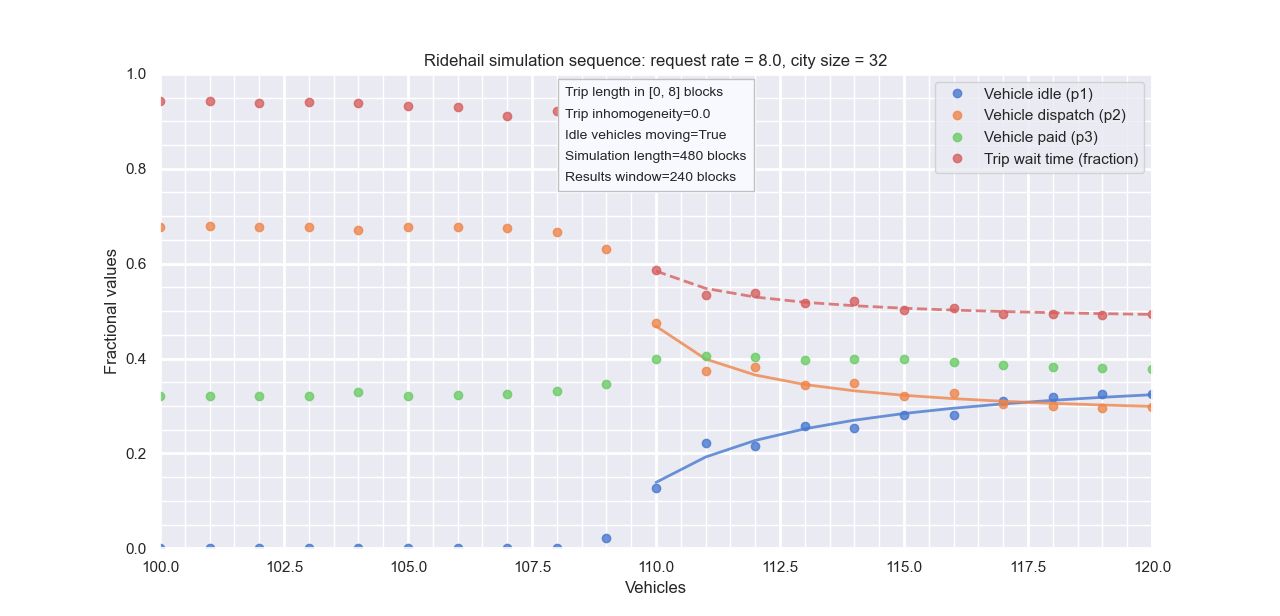 Ridehail simulation sequence: request rate = 8.0, city size = 32
Trip length in [0, 8] blocks
Trip inhomogeneity=0.0
Idle vehicles moving=True
Simulation length=480 blocks
Results window=240 blocks
Vehicle idle (p1)
Vehicle dispatch (p2)
Vehicle paid (p3)
Trip wait time (fraction)
Fractional values
1.0
0.8
0.6
0.4
0.2
0.0
100.0 102.5 105.0 107.5 110.0 112.5 115.0 117.5 120.0
Vehicles